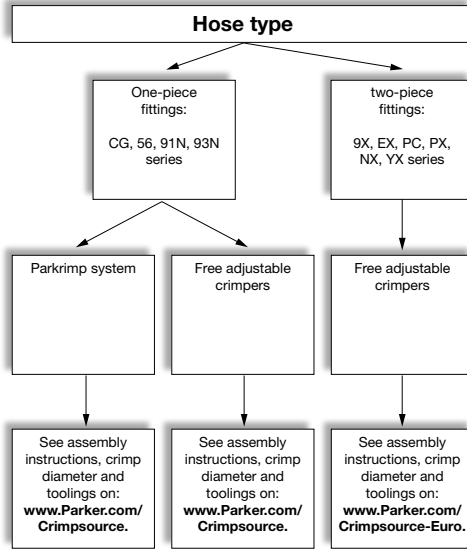 Hose type
One-piece
fittings:
CG, 56, 91N, 93N
series
two-piece
fittings:
9X, EX, PC, PX,
NX, YX series
Parkrimp system
Free adjustable
crimpers
Free adjustable
crimpers
See assembly
instructions, crimp
diameter and
toolings on:
www.Parker.com/
Crimpsource.
See assembly
instructions, crimp
diameter and
toolings on:
www.Parker.com/
Crimpsource.
See assembly
instructions, crimp
diameter and
toolings on:
www.Parker.com/
Crimpsource-Euro.